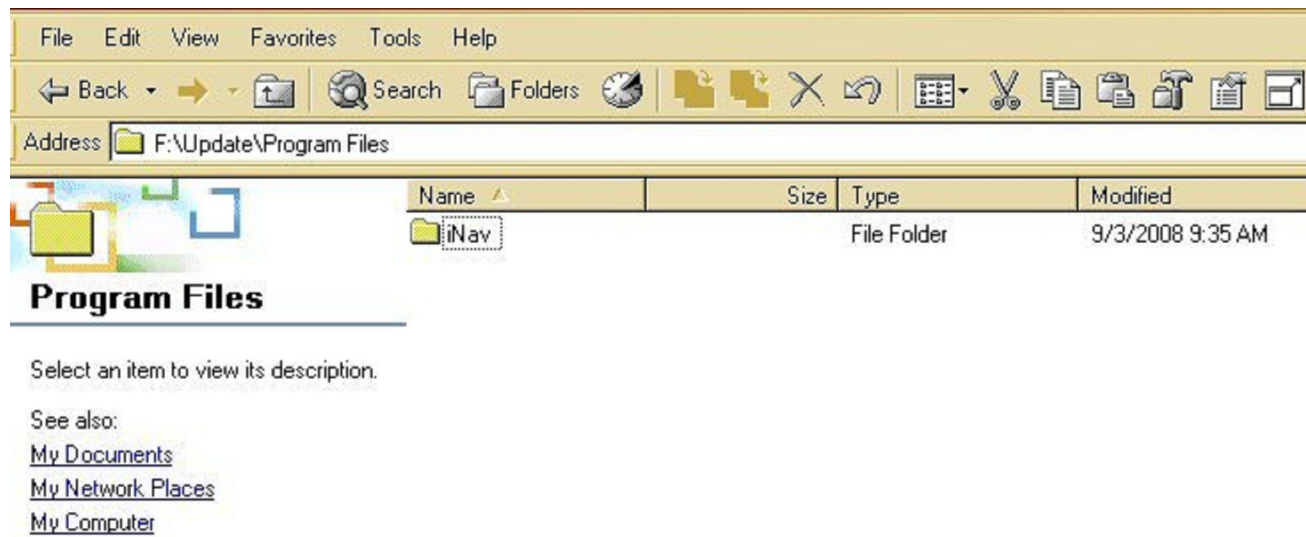 File Edit View Favorites Tools Help
Back Search Folders
Address F:\Update\Program Files
Name Size Type Modified
iNav File Folder 9/3/2008 9:35 AM
Program Files
Select an item to view its description.
See also:
My Documents
My Network Places
My Computer